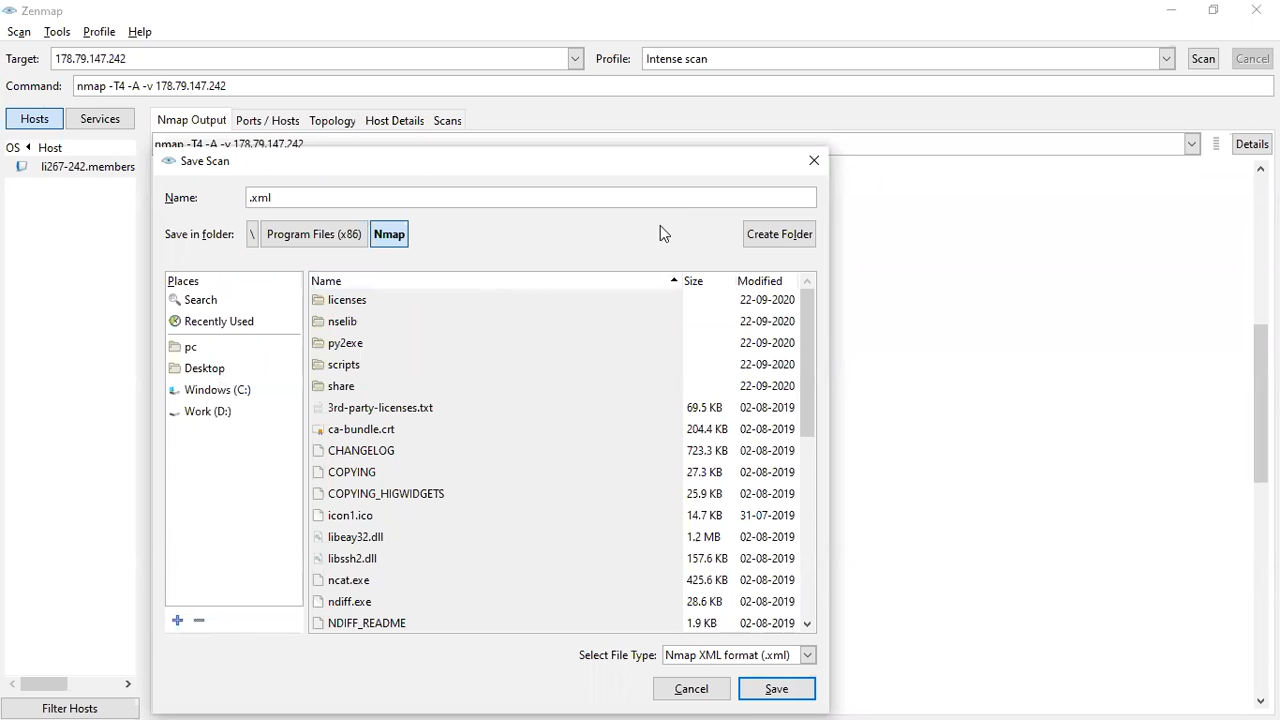 Zenmap
Scan Tools Profile Help
Target: 178.79.147.242 Profile: Intense scan Scan Cancel
Command: nmap -T4 -A -v 178.79.147.242
Hosts Services Nmap Output Ports / Hosts Topology Host Details Scans
OS Host nmap -T4 -A -v 178.79.147.242 Details
li267-242.members
Save Scan
Name: .xml
Save in folder: \ Program Files (x86) Nmap Create Folder
Places Name Size Modified
Search licenses 22-09-2020
Recently Used nselib 22-09-2020
pc py2exe 22-09-2020
Desktop scripts 22-09-2020
Windows (C:) share 22-09-2020
Work (D:) 3rd-party-licenses.txt 69.5 KB 02-08-2019
ca-bundle.crt 204.4 KB 02-08-2019
CHANGELOG 723.3 KB 02-08-2019
COPYING 27.3 KB 02-08-2019
COPYING_HIGWIDGETS 25.9 KB 02-08-2019
icon1.ico 14.7 KB 31-07-2019
libeay32.dll 1.2 MB 02-08-2019
libssh2.dll 157.6 KB 02-08-2019
ncat.exe 425.6 KB 02-08-2019
ndiff.exe 28.6 KB 02-08-2019
NDIFF_README 1.9 KB 02-08-2019
Select File Type: Nmap XML format (.xml)
Cancel Save
Filter Hosts